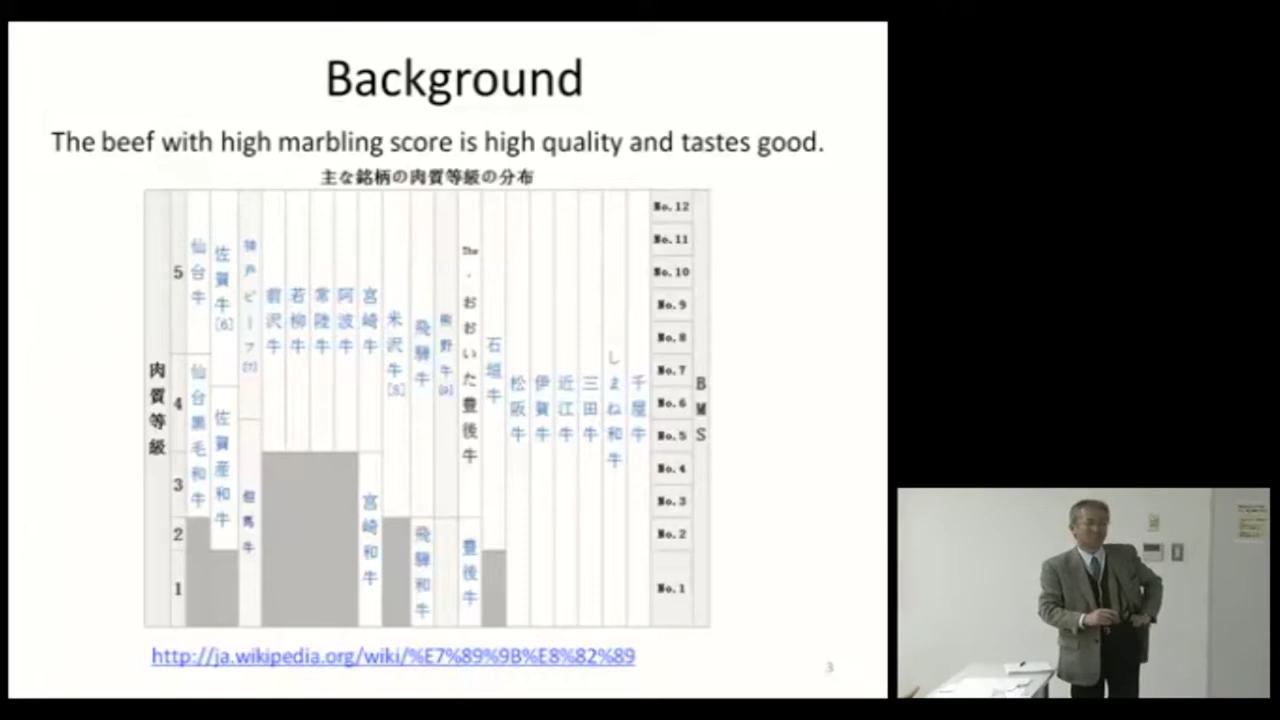 Background
The beef with high marbling score is high quality and tastes good.
主な銘柄の肉質等級の分布
肉質等級
5
4
3
2
1
仙台牛
仙台黒毛和牛
佐賀牛[6]
佐賀産和牛
神戸ビーフ[7]
但馬牛
前沢牛
若柳牛
常陸牛
阿波牛
宮崎牛
宮崎和牛
米沢牛[8]
飛騨牛
飛騨和牛
熊野牛[9]
The・おおいた豊後牛
豊後牛
石垣牛
松阪牛
伊賀牛
近江牛
三田牛
しまね和牛
千屋牛
No.12
No.11
No.10
No.9
No.8
No.7
No.6
No.5
No.4
No.3
No.2
No.1
BMS
http://ja.wikipedia.org/wiki/%E7%89%9B%E8%82%89
3